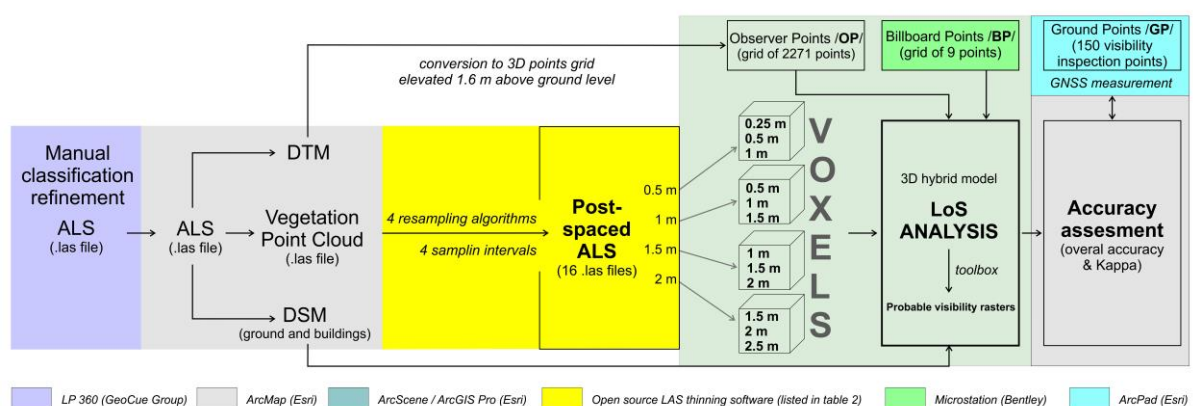 Observer Points /OP/
(grid of 2271 points)
Billboard Points /BP/
(grid of 9 points)
Ground Points /GP/
(150 visibility
inspection points)
GNSS measurement
conversion to 3D points grid
elevated 1.6 m above ground level
Manual
classification
refinement
ALS
(.las file)
ALS
(.las file)
DTM
Vegetation
Point Cloud
(.las file)
DSM
(ground and buildings)
4 resampling algorithms
4 samplin intervals
Post-
spaced
ALS
(16 .las files)
0.5 m
1 m
1.5 m
2 m
0.25 m
0.5 m
1 m
0.5 m
1 m
1.5 m
1 m
1.5 m
2 m
1.5 m
2 m
2.5 m
VOXELS
3D hybrid model
LoS
ANALYSIS
toolbox
Probable visibility rasters
Accuracy
assesment
(overal accuracy
& Kappa)
LP 360 (GeoCue Group)
ArcMap (Esri)
ArcScene / ArcGIS Pro (Esri)
Open source LAS thinning software (listed in table 2)
Microstation (Bentley)
ArcPad (Esri)